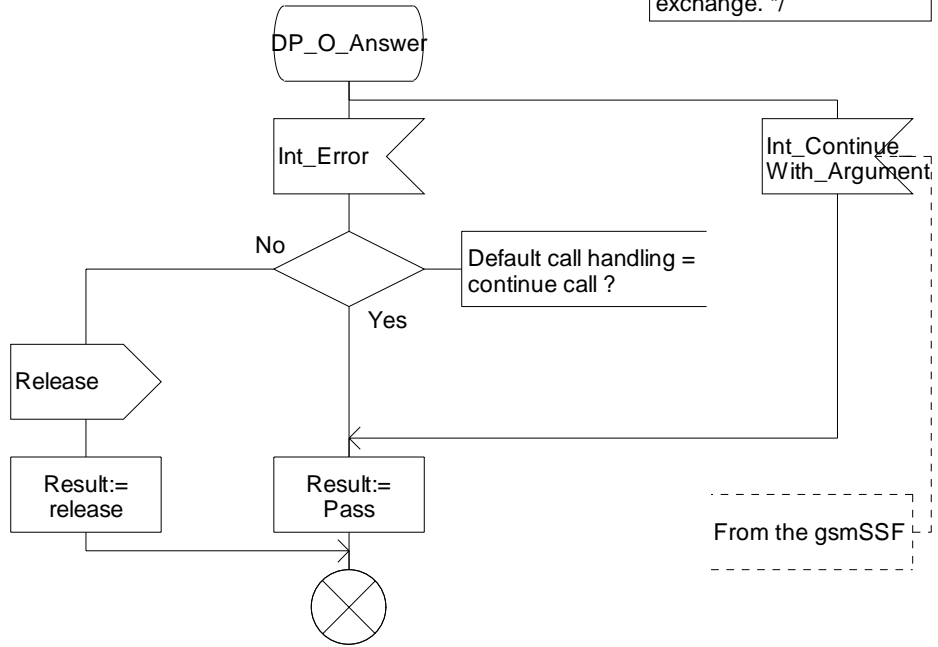 exchange. */
DP_O_Answer
Int_Error
Int_Continue_
With_Argument
No
Default call handling =
continue call ?
Yes
Release
Result:=
release
Result:=
Pass
From the gsmSSF